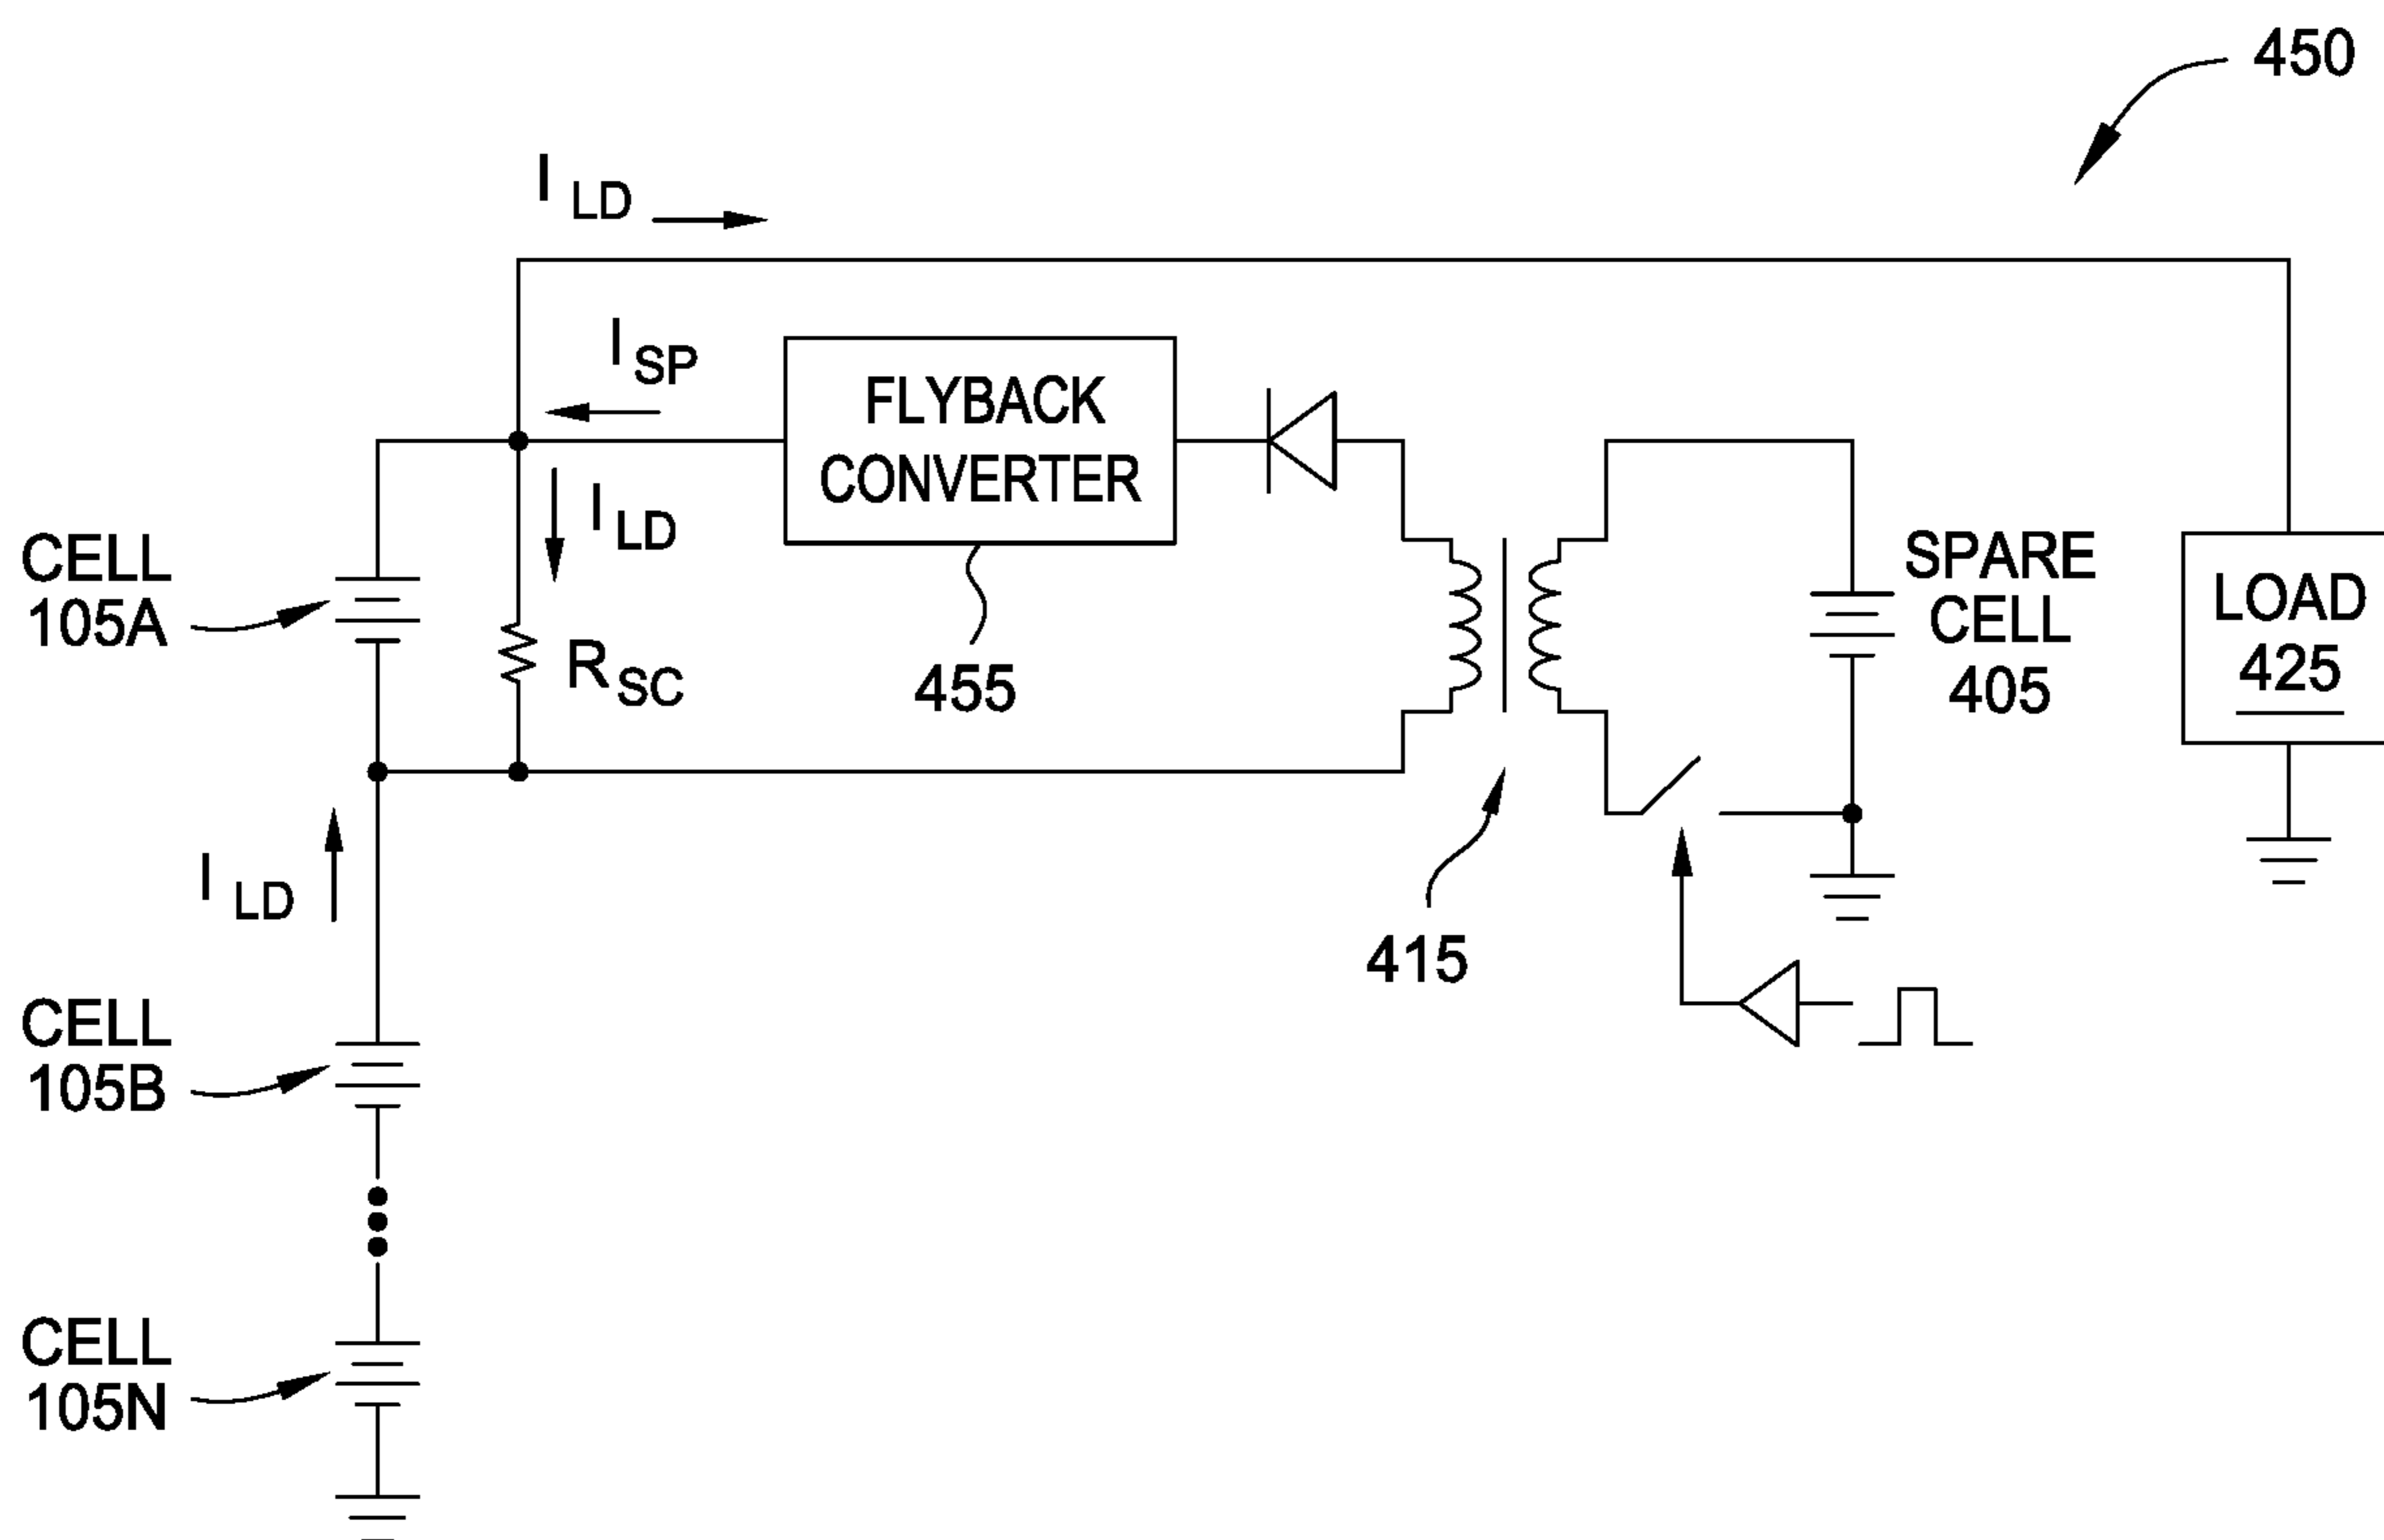 450
I LD
I SP
FLYBACK
CONVERTER
I LD
CELL
105A
R SC
455
SPARE
CELL
405
LOAD
425
I LD
415
CELL
105B
CELL
105N